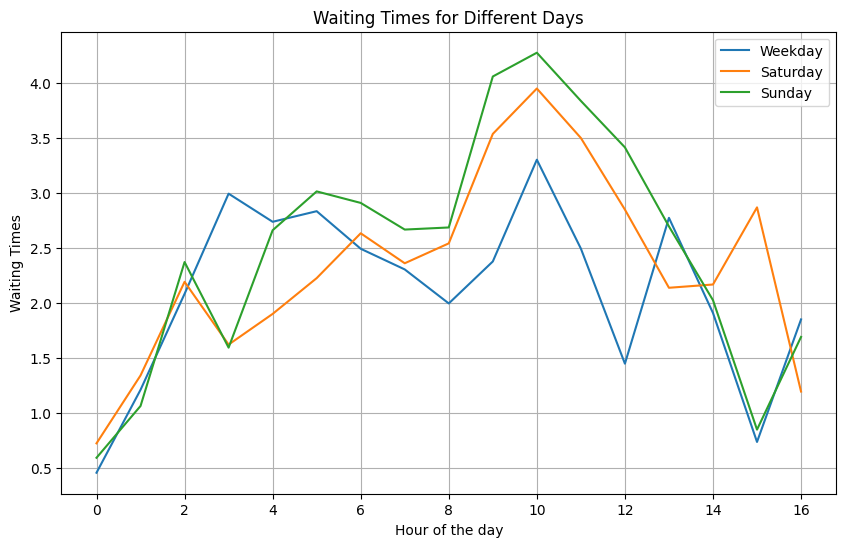 Waiting Times for Different Days
Weekday
Saturday
Sunday
Waiting Times
4.0
3.5
3.0
2.5
2.0
1.5
1.0
0.5
0 2 4 6 8 10 12 14 16
Hour of the day